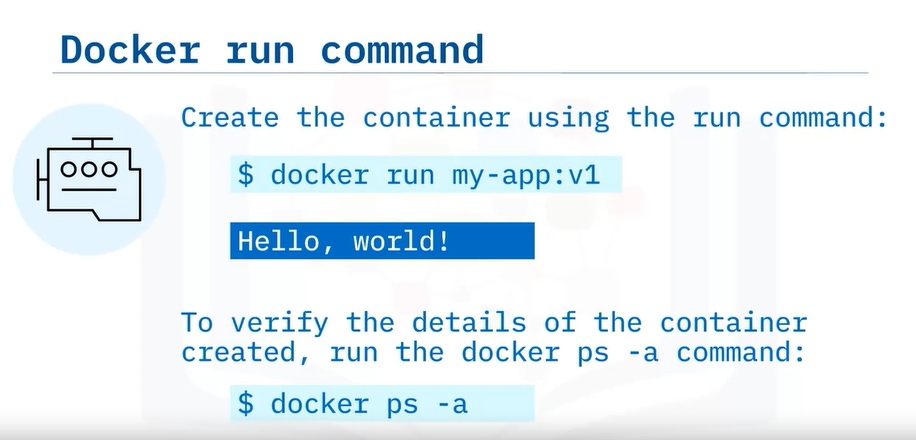 Docker run command
Create the container using the run command:
$ docker run my-app:v1
Hello, world!
To verify the details of the container
created, run the docker ps -a command:
$ docker ps -a